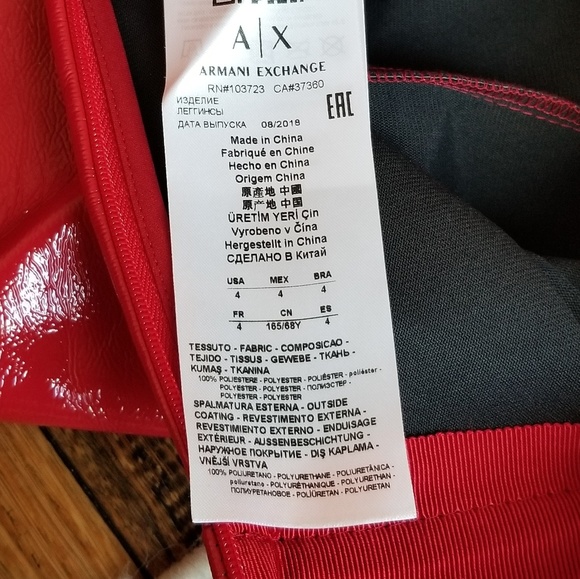 A|X
ARMANI EXCHANGE
RN#103723 CA#37360
ИЗДЕЛИЕ
ЛЕГГИНСЫ
EAC
ДАТА ВЫПУСКА 08/2018
Made in China
Fabriqué en Chine
Hecho en China
Origem China
原產地 中國
原产地 中国
ÜRETİM YERİ Çin
Vyrobeno v Čína
Hergestellt in China
СДЕЛАНО В Китай
USA MEX BRA
4 4 4
FR CN ES
4 165/68Y 4
TESSUTO - FABRIC - COMPOSICAO -
TEJIDO - TISSUS - GEWEBE - ТКАНЬ -
KUMAŞ - TKANINA
100% POLIESTERE - POLYESTER - POLIÉSTER - poliéster -
POLYESTER - POLYESTER - ПОЛИЭСТЕР -
POLYESTER - POLYESTER
SPALMATURA ESTERNA - OUTSIDE
COATING - REVESTIMENTO EXTERNA -
REVESTIMIENTO EXTERNO - ENDUISAGE
EXTÉRIEUR - AUSSENBESCHICHTUNG -
НАРУЖНОЕ ПОКРЫТИЕ - DIŞ KAPLAMA -
VNĚJŠÍ VRSTVA
100% POLIURETANO - POLYURETHANE - POLIURETÂNICA -
poliuretano - POLYURÉTHANIQUE - POLYURETHAN -
ПОЛИУРЕТАНОВОЕ - POLİÜRETAN - POLYURETAN